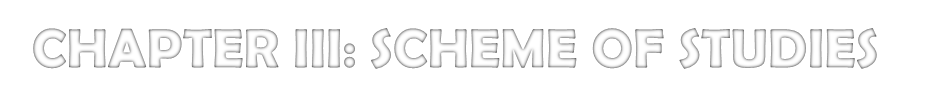 CHAPTER III: SCHEME OF STUDIES